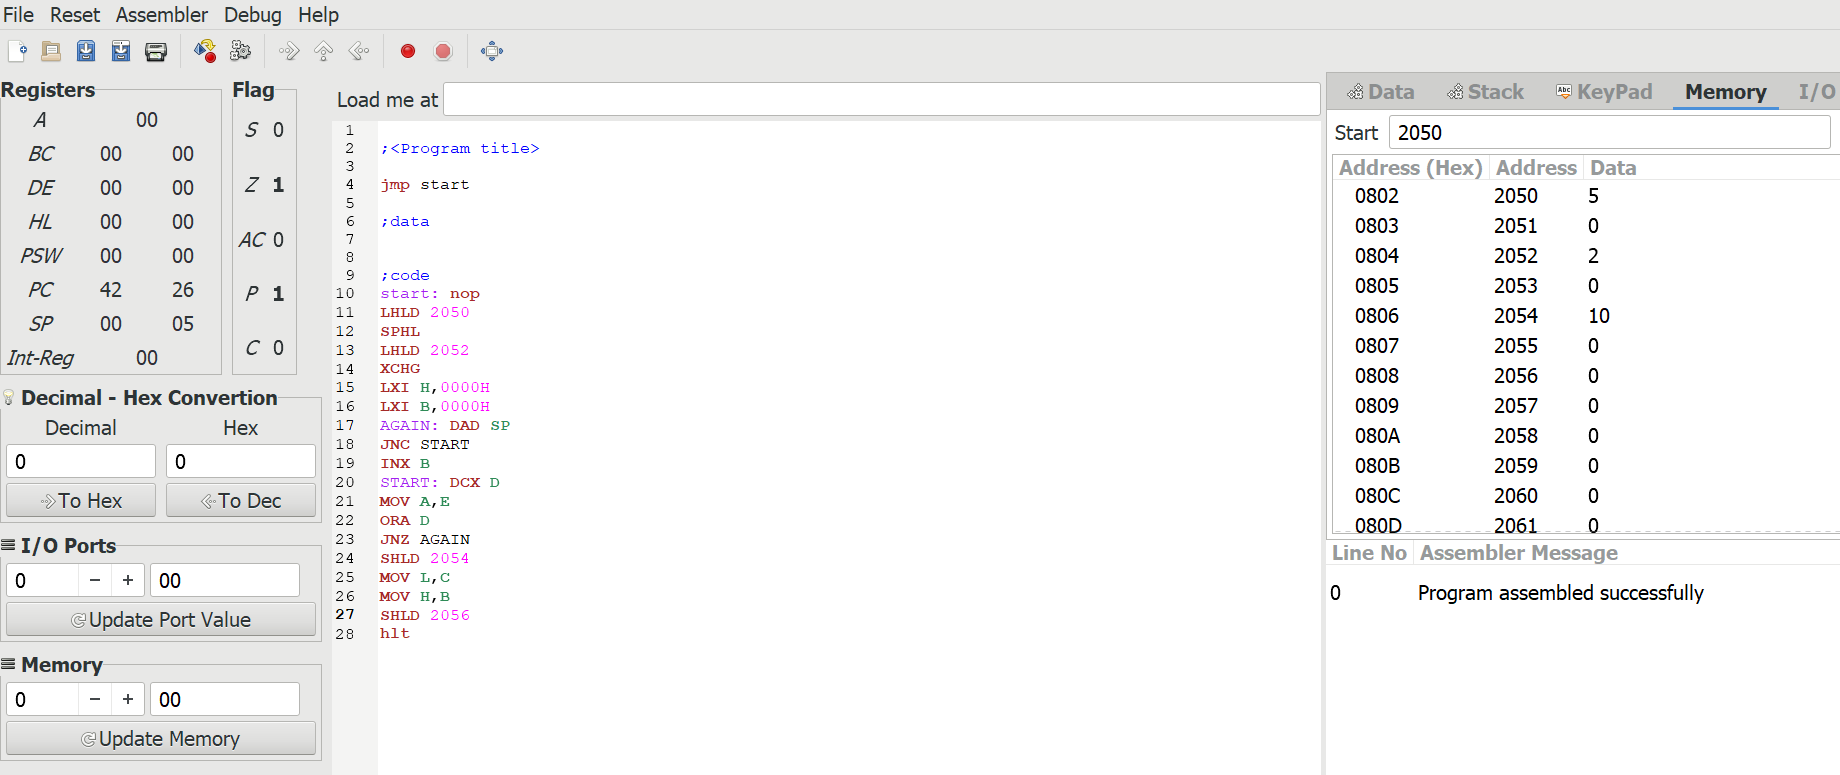 File Reset Assembler Debug Help
Registers
A 00
BC 00 00
DE 00 00
HL 00 00
PSW 00 00
PC 42 26
SP 00 05
Int-Reg 00
Flag
S 0
Z 1
AC 0
P 1
C 0
Decimal - Hex Convertion
Decimal Hex
0 0
To Hex To Dec
I/O Ports
0 − + 00
Update Port Value
Memory
0 − + 00
Update Memory
Load me at
1
2 ;<Program title>
3
4 jmp start
5
6 ;data
7
8
9 ;code
10 start: nop
11 LHLD 2050
12 SPHL
13 LHLD 2052
14 XCHG
15 LXI H,0000H
16 LXI B,0000H
17 AGAIN: DAD SP
18 JNC START
19 INX B
20 START: DCX D
21 MOV A,E
22 ORA D
23 JNZ AGAIN
24 SHLD 2054
25 MOV L,C
26 MOV H,B
27 SHLD 2056
28 hlt
Data Stack KeyPad Memory I/O
Start 2050
Address (Hex) Address Data
0802 2050 5
0803 2051 0
0804 2052 2
0805 2053 0
0806 2054 10
0807 2055 0
0808 2056 0
0809 2057 0
080A 2058 0
080B 2059 0
080C 2060 0
080D 2061 0
Line No Assembler Message
0 Program assembled successfully